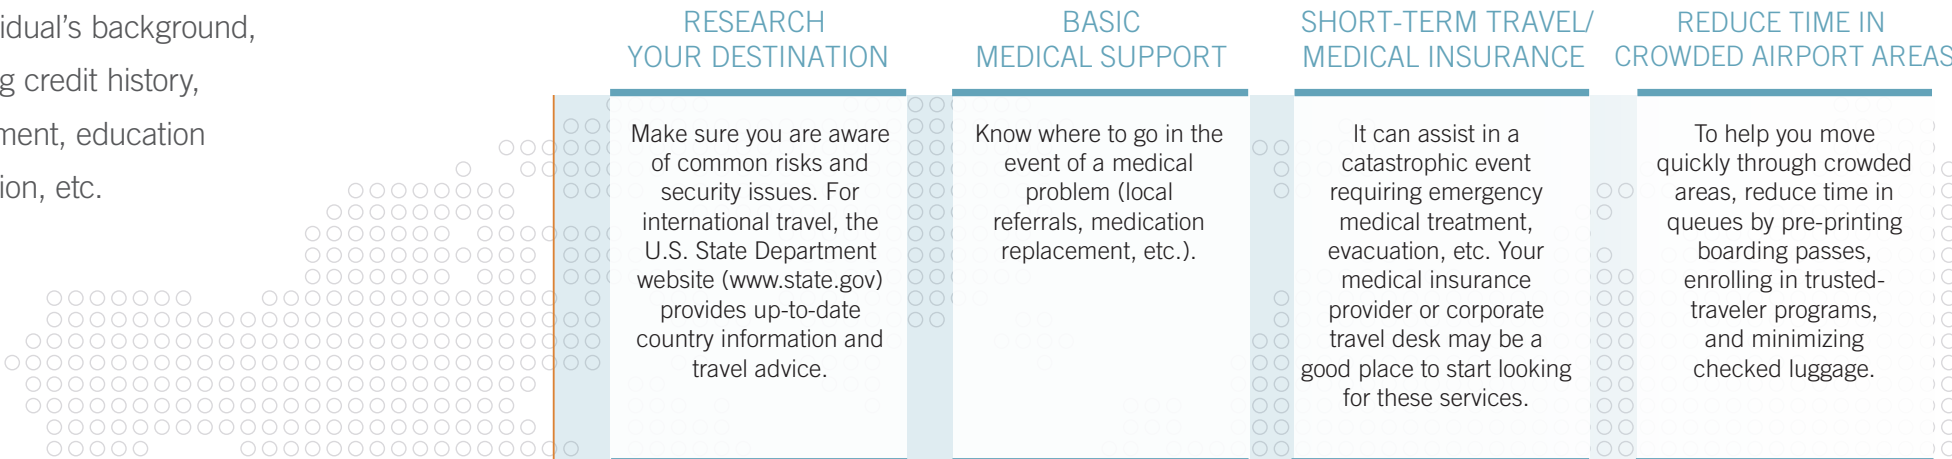 idual's background,
g credit history,
ment, education
ion, etc.
RESEARCH
YOUR DESTINATION
Make sure you are aware
of common risks and
security issues. For
international travel, the
U.S. State Department
website (www.state.gov)
provides up-to-date
country information and
travel advice.
BASIC
MEDICAL SUPPORT
Know where to go in the
event of a medical
problem (local
referrals, medication
replacement, etc.).
SHORT-TERM TRAVEL/
MEDICAL INSURANCE
It can assist in a
catastrophic event
requiring emergency
medical treatment,
evacuation, etc. Your
medical insurance
provider or corporate
travel desk may be a
good place to start looking
for these services.
REDUCE TIME IN
CROWDED AIRPORT AREAS
To help you move
quickly through crowded
areas, reduce time in
queues by pre-printing
boarding passes,
enrolling in trusted-
traveler programs,
and minimizing
checked luggage.